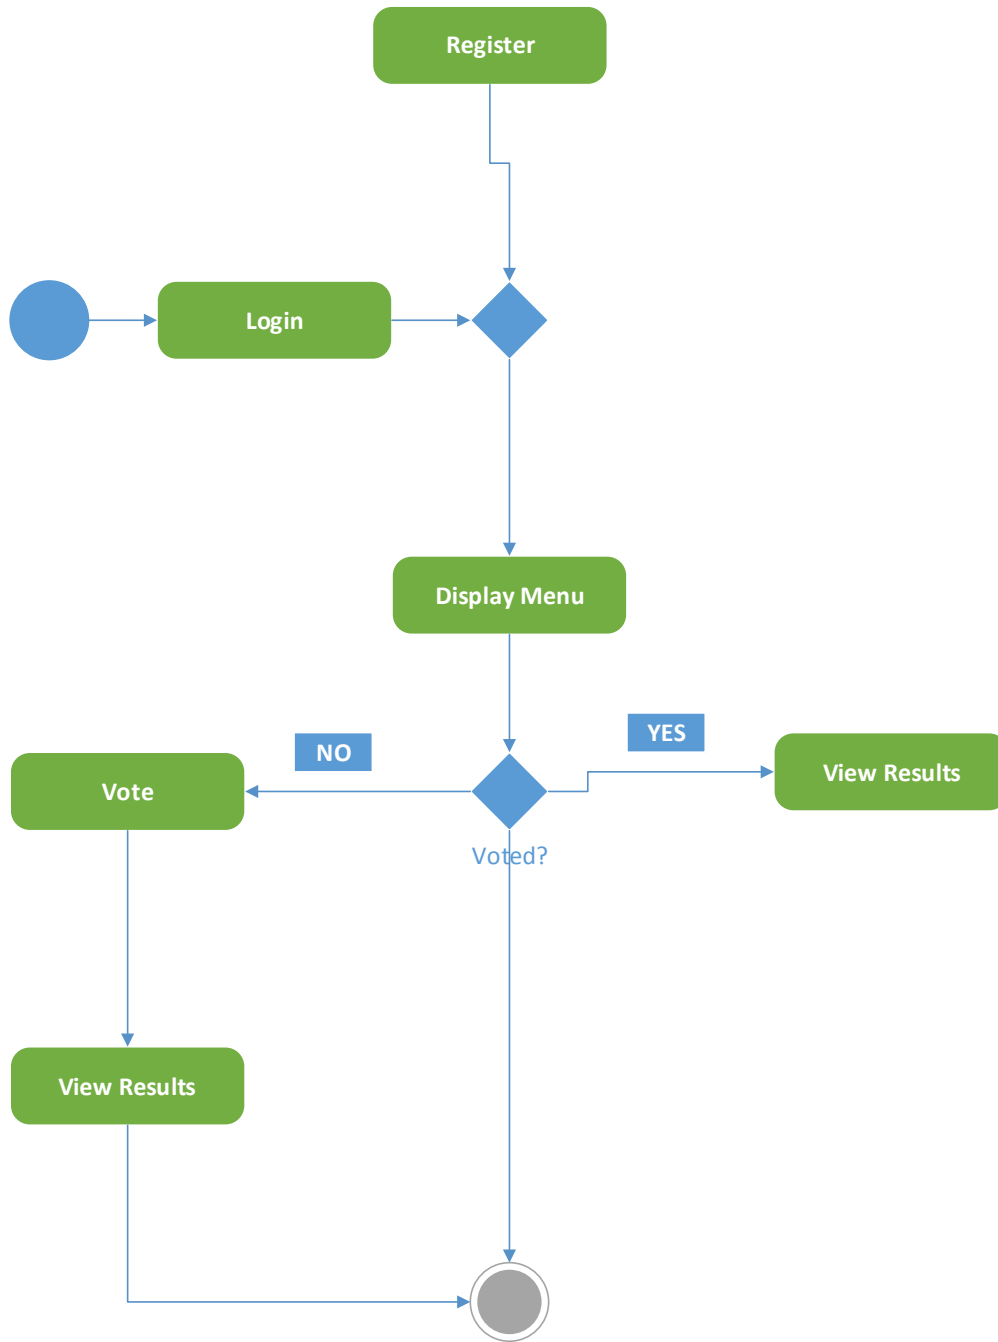 Register
Login
Display Menu
NO
YES
Vote
View Results
Voted?
View Results